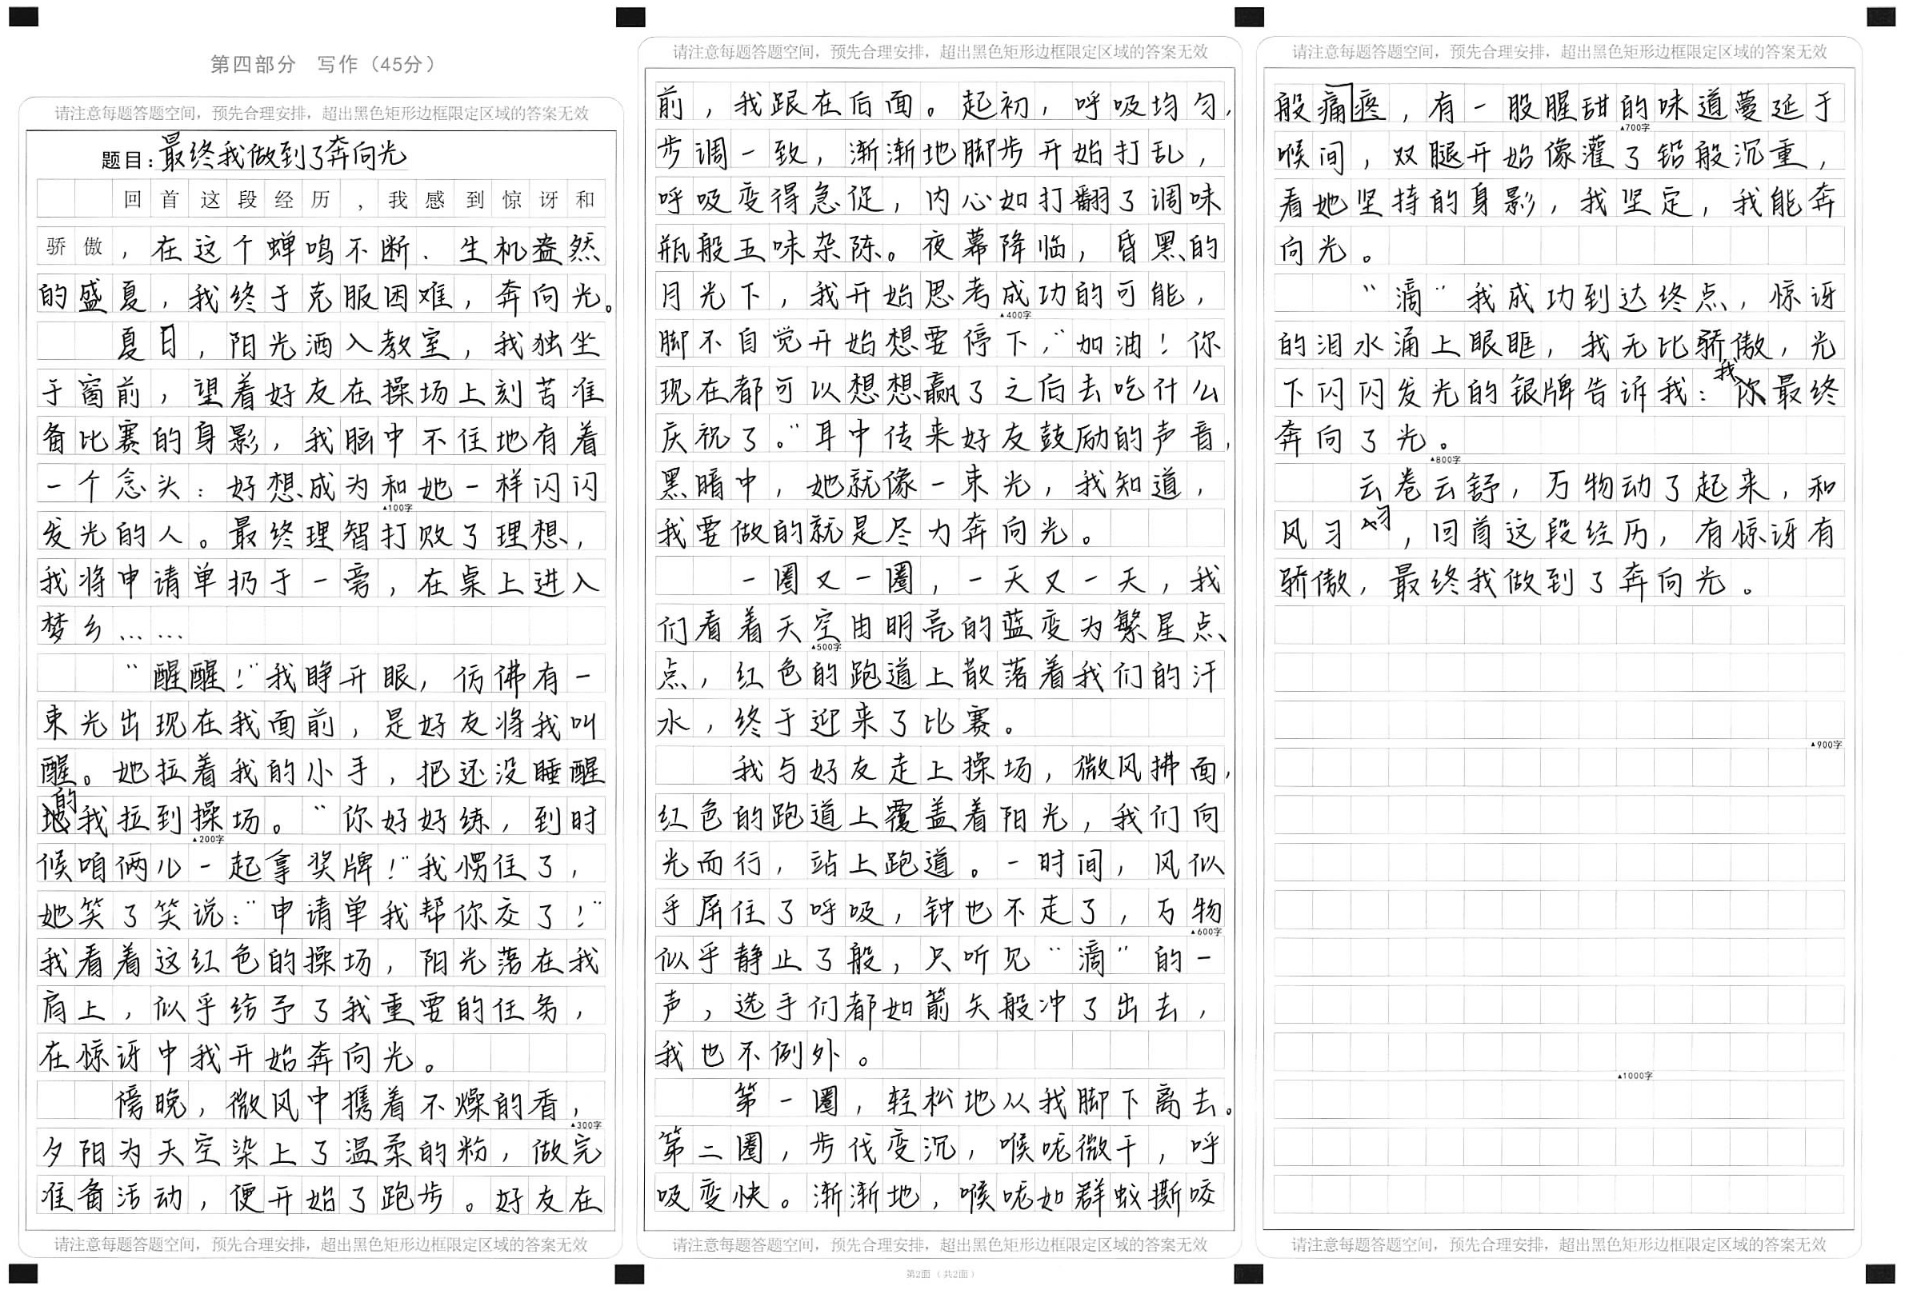 第四部分 写作（45分）
请注意每题答题空间，预先合理安排，超出黑色矩形边框限定区域的答案无效
题目：最终我做到了奔向光
回首这段经历，我感到惊讶和
骄傲，在这个蝉鸣不断、生机盎然
的盛夏，我终于克服困难，奔向光。
夏日，阳光洒入教室，我独坐
于窗前，望着好友在操场上刻苦准
备比赛的身影，我脑中不住地有着
一个念头：好想成为和她一样闪闪
▲100字
发光的人。最终理智打败了理想，
我将申请单扔于一旁，在桌上进入
梦乡……
“醒醒！”我睁开眼，仿佛有一
束光出现在我面前，是好友将我叫
醒。她拉着我的小手，把还没睡醒
的我拉到操场。“你好好练，到时
▲200字
候咱俩儿一起拿奖牌！”我愣住了，
她笑了笑说：“申请单我帮你交了！”
我看着这红色的操场，阳光落在我
肩上，似乎给予了我重要的任务，
在惊讶中我开始奔向光。
傍晚，微风中携着不燥的香，
▲300字
夕阳为天空染上了温柔的粉，做完
准备活动，便开始了跑步。好友在
请注意每题答题空间，预先合理安排，超出黑色矩形边框限定区域的答案无效
请注意每题答题空间，预先合理安排，超出黑色矩形边框限定区域的答案无效
前，我跟在后面。起初，呼吸均匀，
步调一致，渐渐地脚步开始打乱，
呼吸变得急促，内心如打翻了调味
瓶般五味杂陈。夜幕降临，昏黑的
月光下，我开始思考成功的可能，
▲400字
脚不自觉开始想要停下，“加油！你
现在都可以想想赢了之后去吃什么
庆祝了。”耳中传来好友鼓励的声音，
黑暗中，她就像一束光，我知道，
我要做的就是尽力奔向光。
一圈又一圈，一天又一天，我
们看着天空由明亮的蓝变为繁星点
▲500字
点，红色的跑道上散落着我们的汗
水，终于迎来了比赛。
我与好友走上操场，微风拂面，
红色的跑道上覆盖着阳光，我们向
光而行，站上跑道。一时间，风似
乎屏住了呼吸，钟也不走了，万物
▲600字
似乎静止了般，只听见“滴”的一
声，选手们都如箭矢般冲了出去，
我也不例外。
第一圈，轻松地从我脚下离去。
第二圈，步伐变沉，喉咙微干，呼
吸变快。渐渐地，喉咙如群蚁撕咬
请注意每题答题空间，预先合理安排，超出黑色矩形边框限定区域的答案无效
第2面（共2面）
请注意每题答题空间，预先合理安排，超出黑色矩形边框限定区域的答案无效
般痛痉，有一股腥甜的味道蔓延于
▲700字
喉间，双腿开始像灌了铅般沉重，
看她坚持的身影，我坚定，我能奔
向光。
“滴”我成功到达终点，惊讶
的泪水涌上眼眶，我无比骄傲，光
下闪闪发光的银牌告诉我：我最终
奔向了光。
▲800字
云卷云舒，万物动了起来，和
风习习，回首这段经历，有惊讶有
骄傲，最终我做到了奔向光。
▲900字
▲1000字
请注意每题答题空间，预先合理安排，超出黑色矩形边框限定区域的答案无效